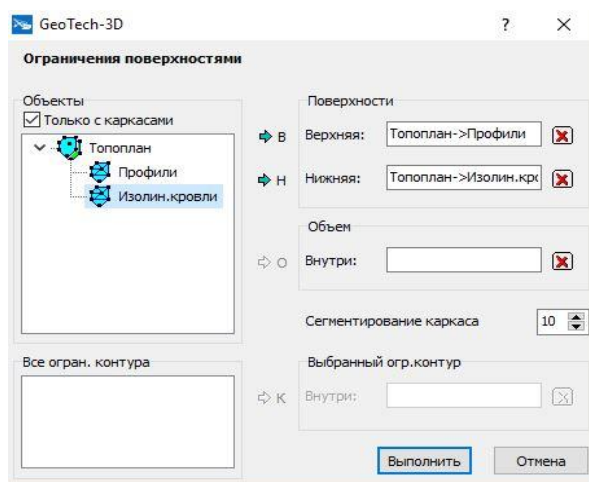 GeoTech-3D ? ×
Ограничения поверхностями
Объекты
Только с каркасами
Топоплан
Профили
Изолин.кровли
В
Н
О
Поверхности
Верхняя: Топоплан->Профили
Нижняя: Топоплан->Изолин.кро
Объем
Внутри:
Сегментирование каркаса 10
Все огран. контура
К
Выбранный огр.контур
Внутри:
Выполнить Отмена